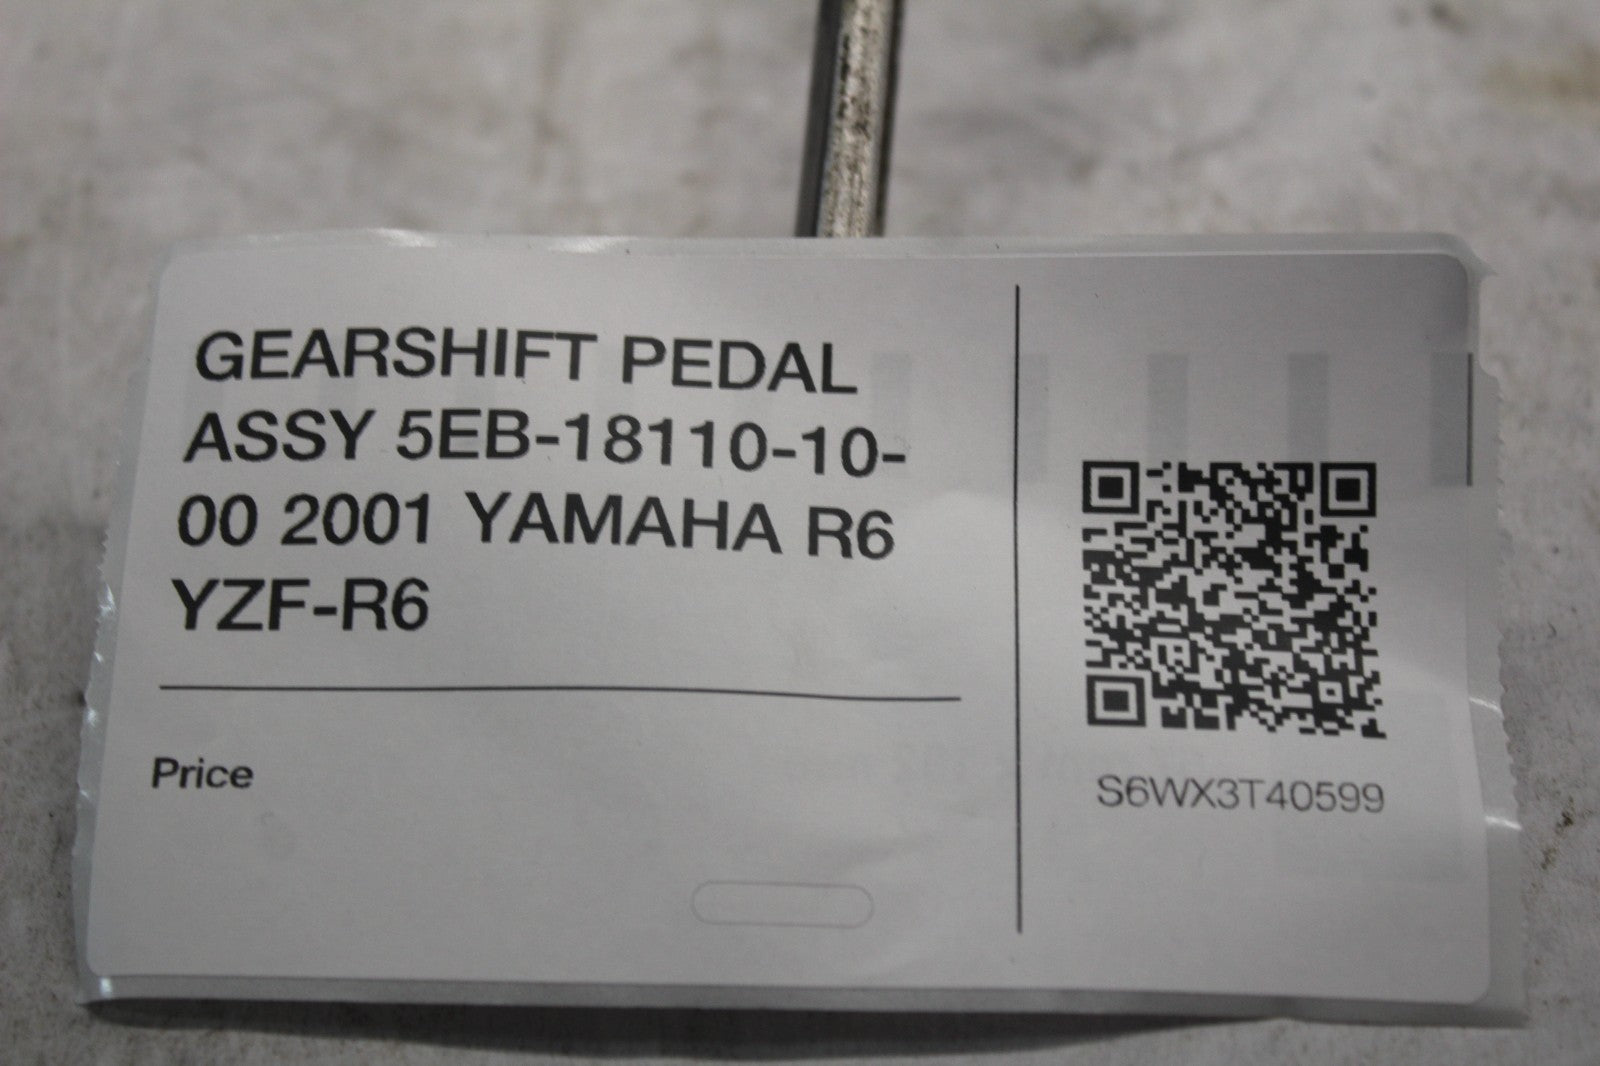 GEARSHIFT PEDAL
ASSY 5EB-18110-10-
00 2001 YAMAHA R6
YZF-R6
Price
S6WX3T40599